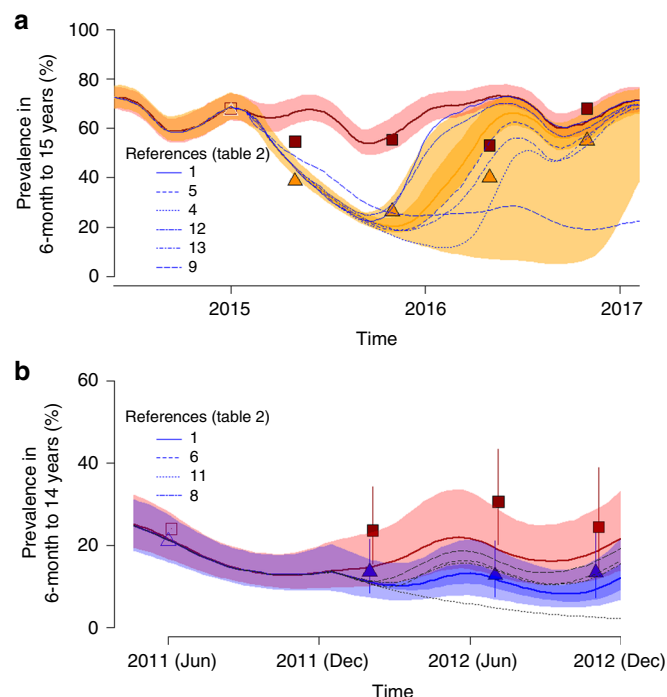 a
Prevalence in
6-month to 15 years (%)
100
80
60
40
20
0
References (table 2)
1
5
4
12
13
9
2015
2016
2017
Time
b
Prevalence in
6-month to 14 years (%)
60
40
20
0
References (table 2)
1
6
11
8
2011 (Jun)
2011 (Dec)
2012 (Jun)
2012 (Dec)
Time